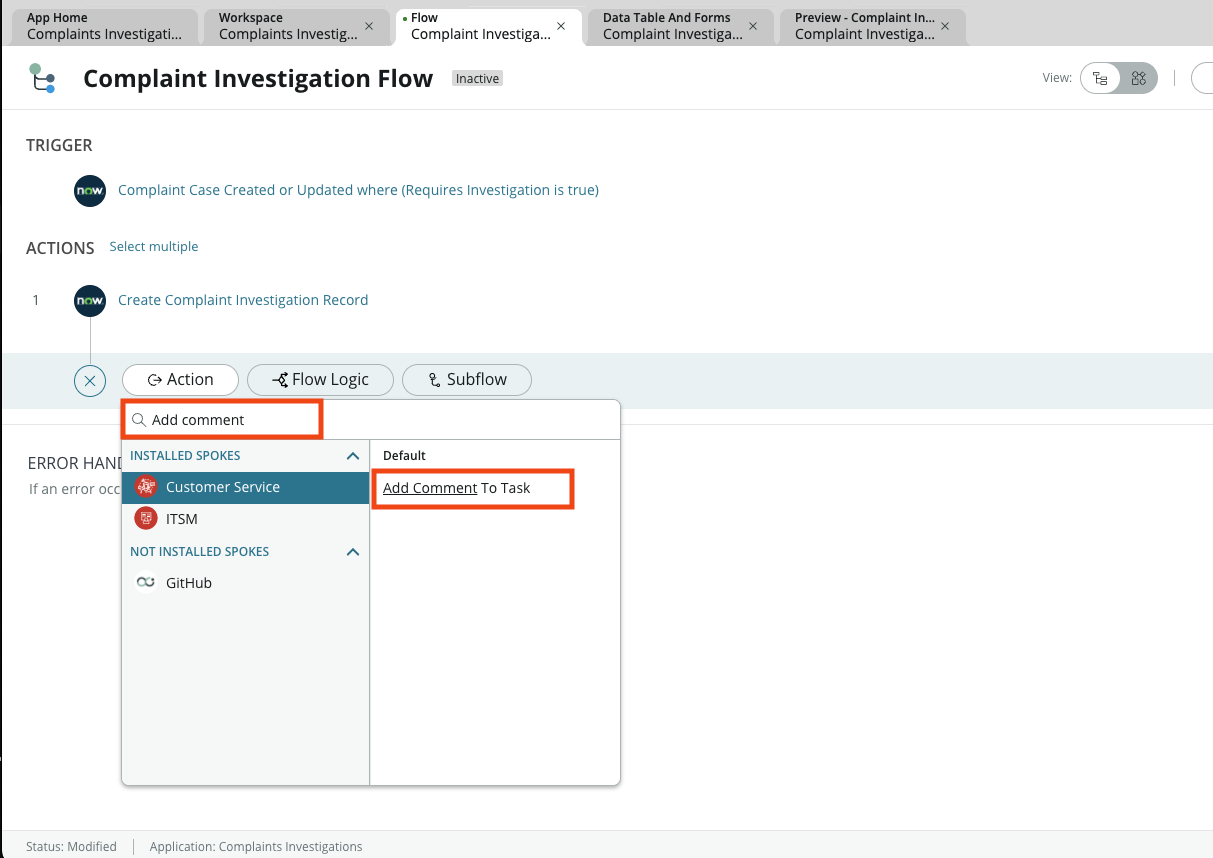 App Home
Complaints Investigati...
Workspace
Complaints Investig...
Flow
Complaint Investiga...
Data Table And Forms
Complaint Investiga...
Preview - Complaint In...
Complaint Investiga...
Complaint Investigation Flow
Inactive
View:
TRIGGER
now
Complaint Case Created or Updated where (Requires Investigation is true)
ACTIONS
Select multiple
1
now
Create Complaint Investigation Record
Action
Flow Logic
Subflow
Add comment
INSTALLED SPOKES
Default
Customer Service
Add Comment To Task
ERROR HAND
If an error occ
ITSM
NOT INSTALLED SPOKES
GitHub
Status: Modified
Application: Complaints Investigations